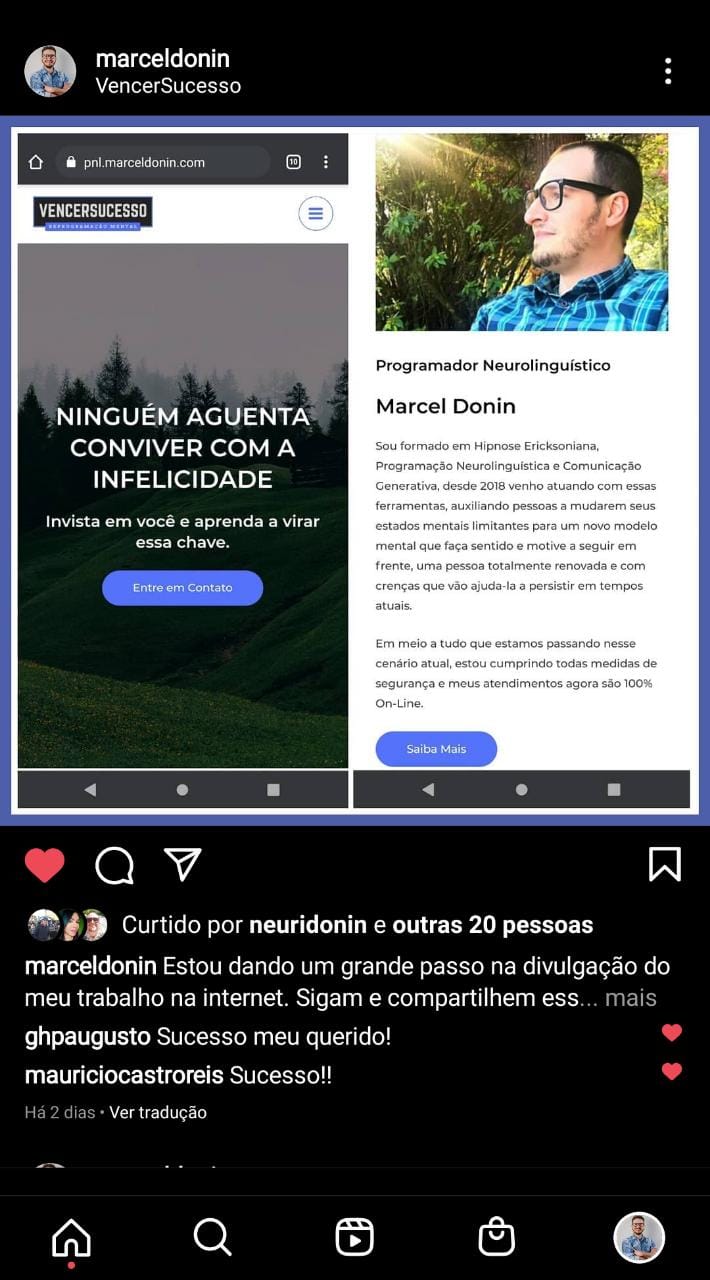 marceldonin
VencerSucesso
pnl.marceldonin.com
10
VENCERSUCESSO
REPROGRAMAÇÃO MENTAL
NINGUÉM AGUENTA
CONVIVER COM A
INFELICIDADE
Invista em você e aprenda a virar
essa chave.
Entre em Contato
Programador Neurolinguístico
Marcel Donin
Sou formado em Hipnose Ericksoniana,
Programação Neurolinguística e Comunicação
Generativa, desde 2018 venho atuando com essas
ferramentas, auxiliando pessoas a mudarem seus
estados mentais limitantes para um novo modelo
mental que faça sentido e motive a seguir em
frente, uma pessoa totalmente renovada e com
crenças que vão ajuda-la a persistir em tempos
atuais.
Em meio a tudo que estamos passando nesse
cenário atual, estou cumprindo todas medidas de
segurança e meus atendimentos agora são 100%
On-Line.
Saiba Mais
Curtido por neuridonin e outras 20 pessoas
marceldonin Estou dando um grande passo na divulgação do
meu trabalho na internet. Sigam e compartilhem ess... mais
ghpaugusto Sucesso meu querido!
mauriciocastroreis Sucesso!!
Há 2 dias • Ver tradução